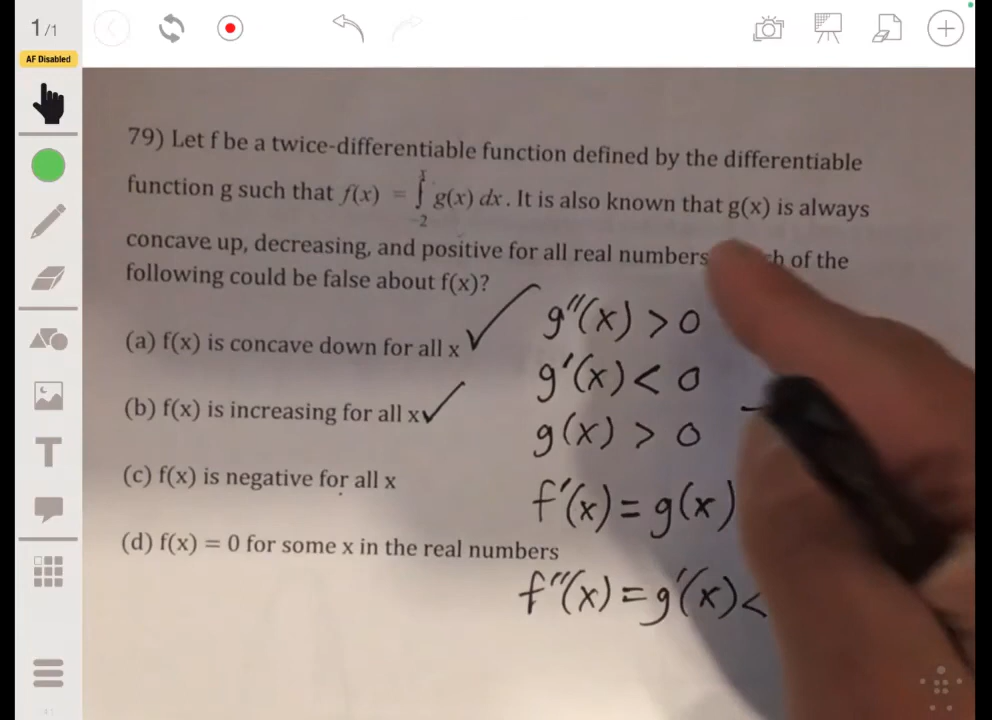 1/1
AF Disabled
79) Let f be a twice-differentiable function defined by the differentiable
function g such that f(x) = ∫_{-2}^{x} g(x) dx. It is also known that g(x) is always
concave up, decreasing, and positive for all real numbers of the
following could be false about f(x)?
g''(x) > 0
(a) f(x) is concave down for all x ✓
g'(x) < 0
(b) f(x) is increasing for all x ✓
g(x) > 0
(c) f(x) is negative for all x
f'(x) = g(x)
(d) f(x) = 0 for some x in the real numbers
f''(x) = g'(x) <
T